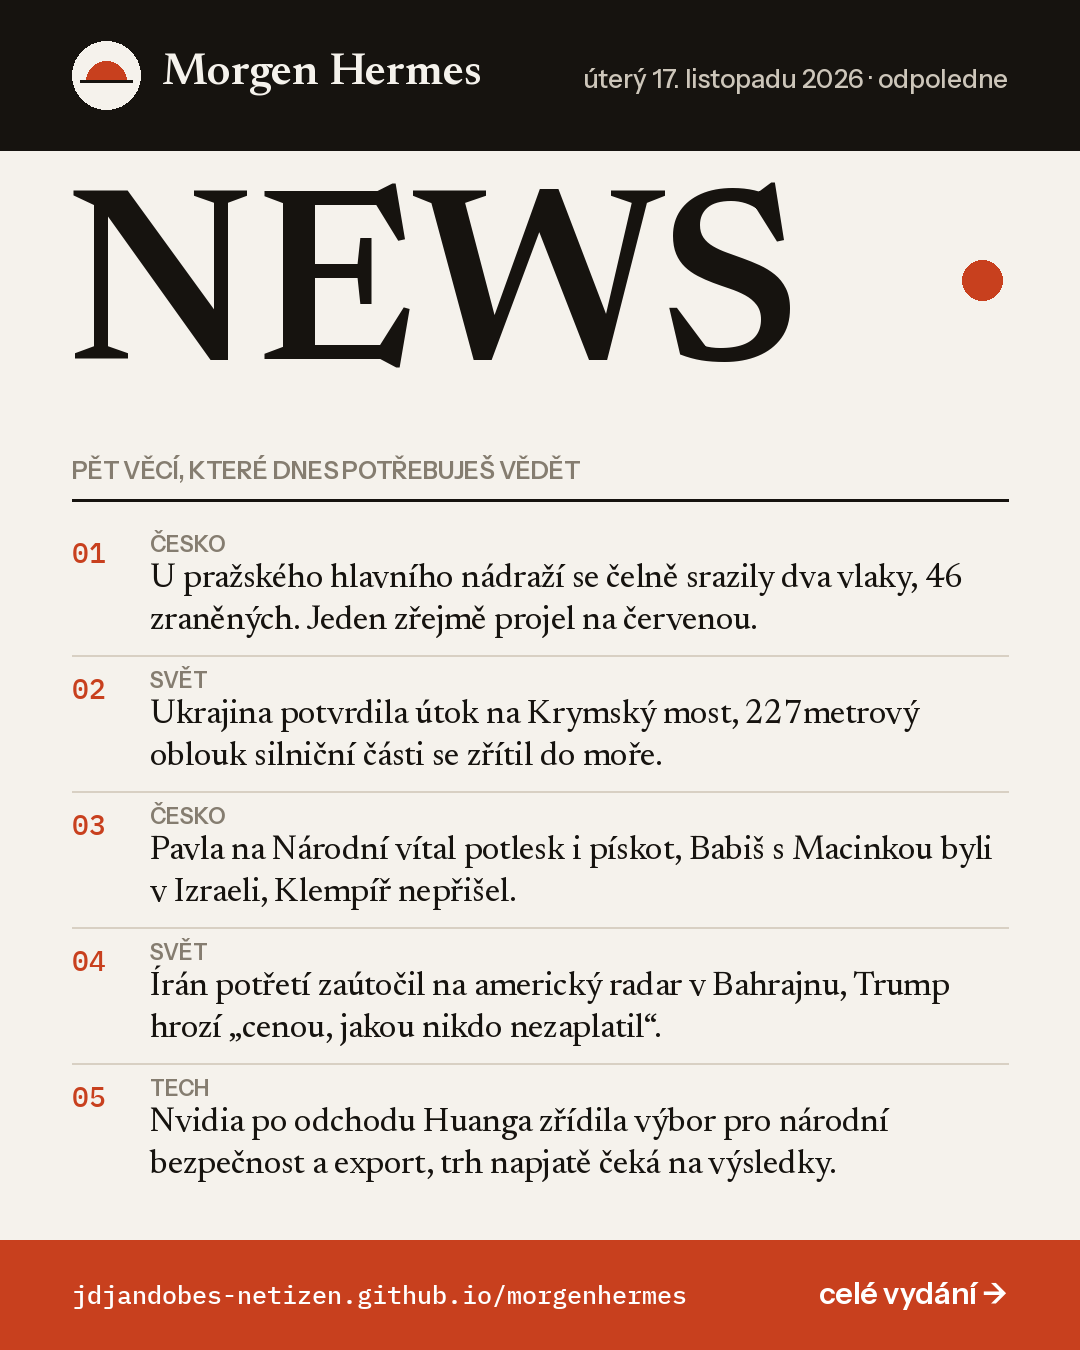 Morgen Hermes
úterý 17. listopadu 2026 · odpoledne
NEWS
PĚT VĚCÍ, KTERÉ DNES POTŘEBUJEŠ VĚDĚT
01
ČESKO
U pražského hlavního nádraží se čelně srazily dva vlaky, 46
zraněných. Jeden zřejmě projel na červenou.
02
SVĚT
Ukrajina potvrdila útok na Krymský most, 227metrový
oblouk silniční části se zřítil do moře.
03
ČESKO
Pavla na Národní vítal potlesk i pískot, Babiš s Macinkou byli
v Izraeli, Klempíř nepřišel.
04
SVĚT
Írán potřetí zaútočil na americký radar v Bahrajnu, Trump
hrozí „cenou, jakou nikdo nezaplatil“.
05
TECH
Nvidia po odchodu Huanga zřídila výbor pro národní
bezpečnost a export, trh napjatě čeká na výsledky.
jdjandobes-netizen.github.io/morgenhermes
celé vydání →